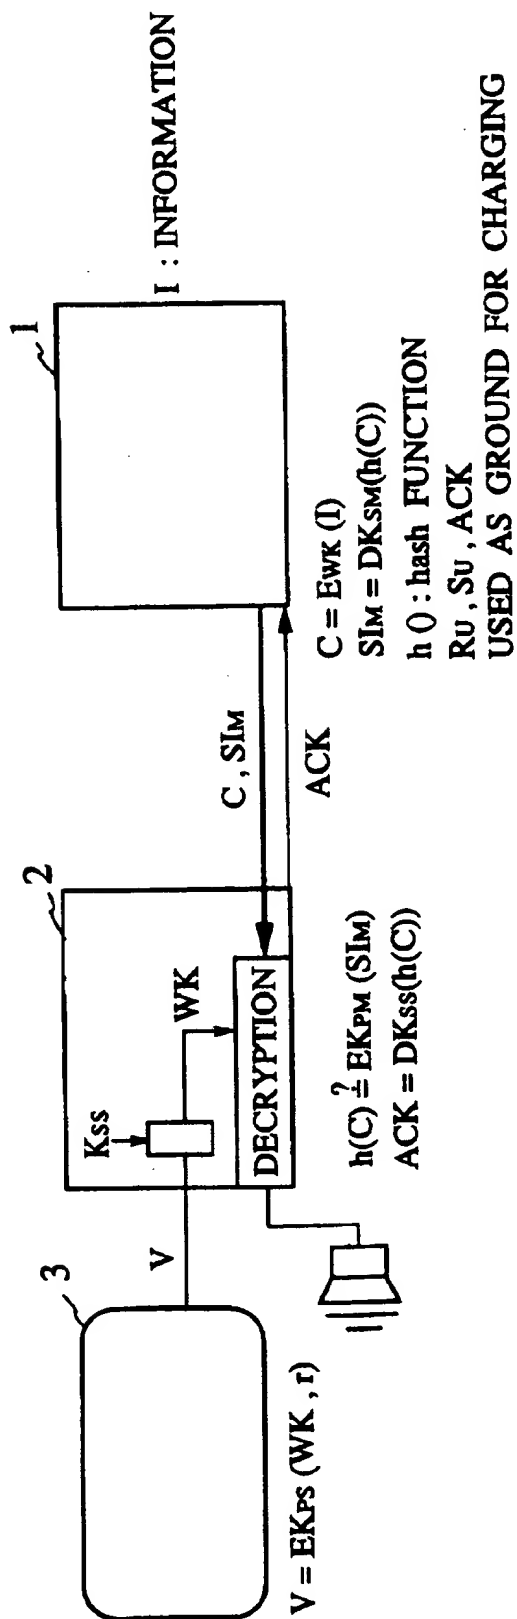 3
V = EKPS (WK , r)
V
2
Kss
WK
DECRYPTION
h(C) ≟ EKPM (SIM)
ACK = DKss(h(C))
C , SIM
ACK
1
I : INFORMATION
C = EWK (I)
SIM = DKSM(h(C))
h () : hash FUNCTION
RU , SU , ACK
USED AS GROUND FOR CHARGING